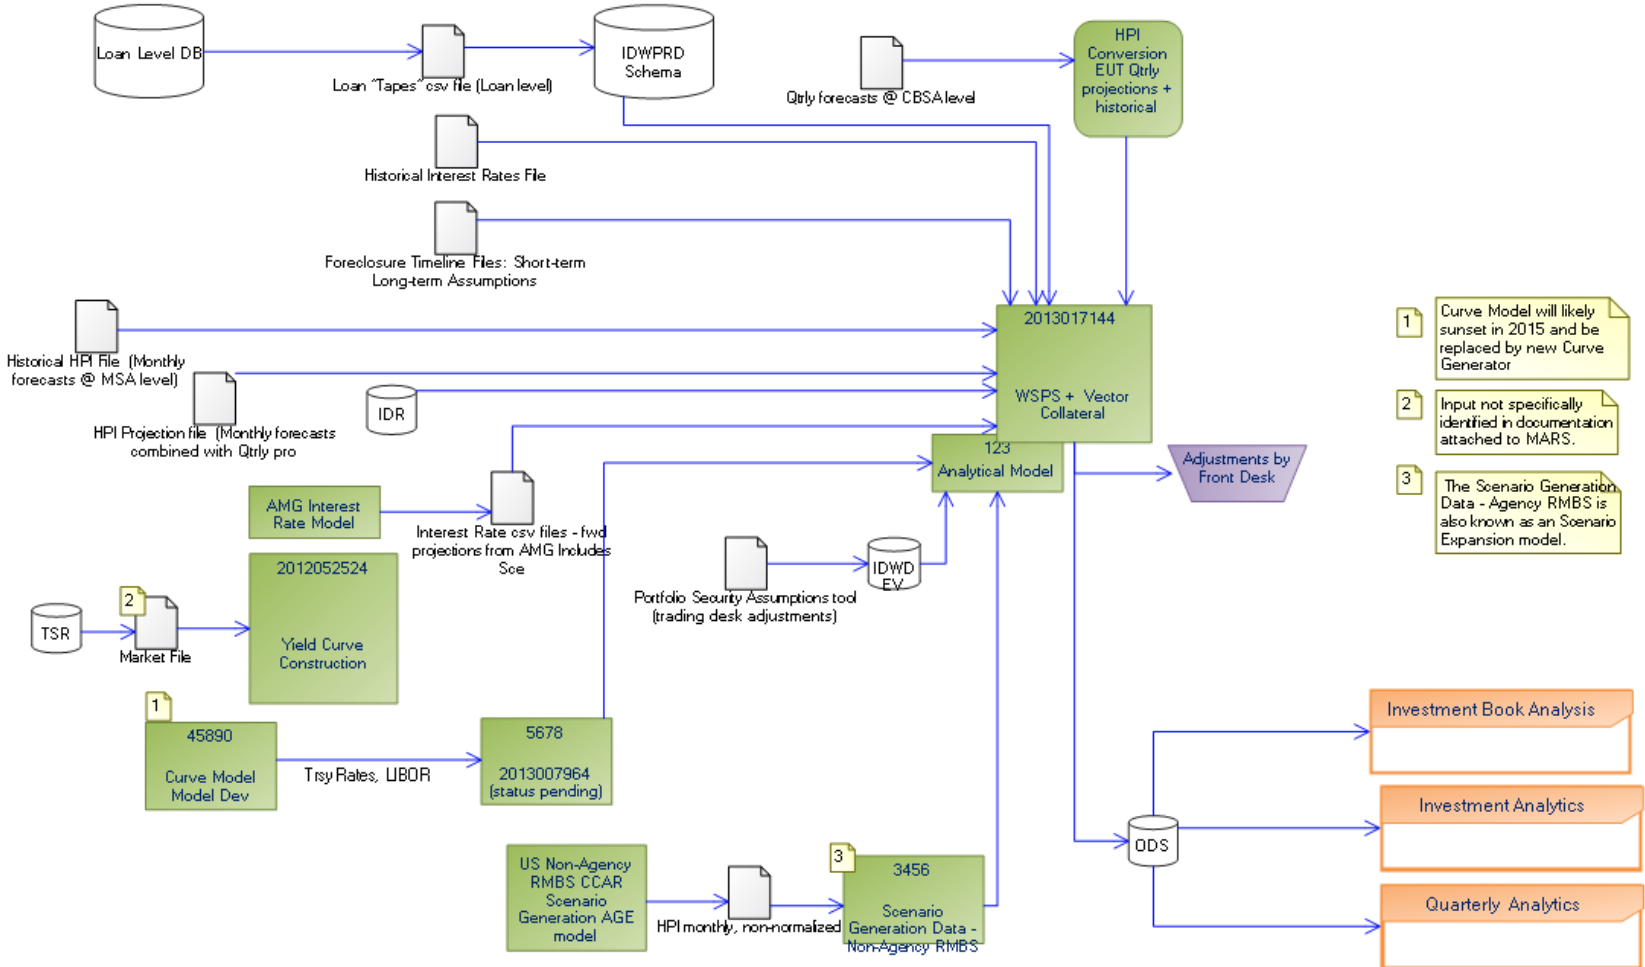 Loan Level DB
Loan "Tapes" csv file (Loan level)
IDWPRD
Schema
Qtrly forecasts @ CBSA level
HPI
Conversion
EUT Qtrly
projections +
historical
Historical Interest Rates File
Foreclosure Timeline Files: Short-term
Long-term Assumptions
Historical HPI File (Monthly
forecasts @ MSA level)
HPI Projection file (Monthly forecasts
combined with Qtrly pro
IDR
2013017144
WSPS + Vector
Collateral
123
Analytical Model
Adjustments by
Front Desk
1
Curve Model will likely
sunset in 2015 and be
replaced by new Curve
Generator
2
Input not specifically
identified in documentation
attached to MARS.
3
The Scenario Generation
Data - Agency RMBS is
also known as an Scenario
Expansion model.
AMG Interest
Rate Model
Interest Rate csv files - fwd
projections from AMG Includes
Sce
2012052524
Yield Curve
Construction
TSR
2
Market File
Portfolio Security Assumptions tool
(trading desk adjustments)
IDWD
EV
1
45890
Curve Model
Model Dev
Trsy Rates, LIBOR
5678
2013007964
(status pending)
US Non-Agency
RMBS CCAR
Scenario
Generation AGE
model
HPI monthly, non-normalized
3
3456
Scenario
Generation Data -
Non-Agency RMBS
ODS
Investment Book Analysis
Investment Analytics
Quarterly Analytics